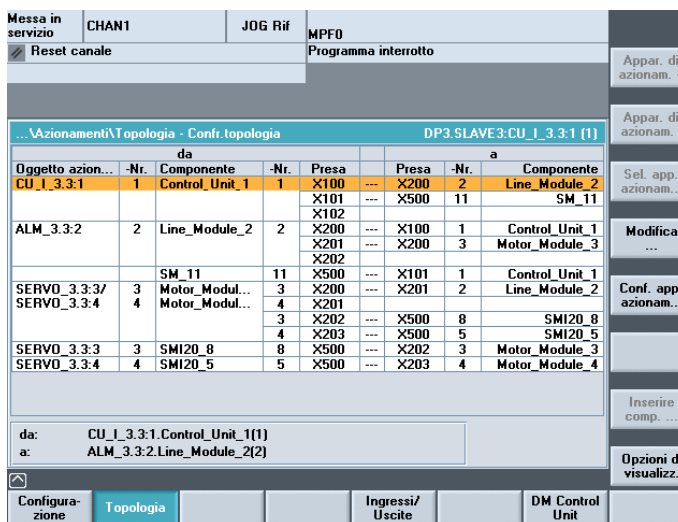 Messa in servizio CHAN1 JOG Rif MPF0
Reset canale Programma interrotto
...\Azionamenti\Topologia - Confr.topologia DP3.SLAVE3:CU_I_3.3:1 (1)
da a
Oggetto azion... -Nr. Componente -Nr. Presa Presa -Nr. Componente
CU_I_3.3:1 1 Control_Unit_1 1 X100 --- X200 2 Line_Module_2
X101 --- X500 11 SM_11
X102
ALM_3.3:2 2 Line_Module_2 2 X200 --- X100 1 Control_Unit_1
X201 --- X200 3 Motor_Module_3
X202
SM_11 11 X500 --- X101 1 Control_Unit_1
SERVO_3.3:3/ 3 Motor_Modul... 3 X200 --- X201 2 Line_Module_2
SERVO_3.3:4 4 Motor_Modul... 4 X201
3 X202 --- X500 8 SMI20_8
4 X203 --- X500 5 SMI20_5
SERVO_3.3:3 3 SMI20_8 8 X500 --- X202 3 Motor_Module_3
SERVO_3.3:4 4 SMI20_5 5 X500 --- X203 4 Motor_Module_4
da: CU_I_3.3:1.Control_Unit_1(1)
a: ALM_3.3:2.Line_Module_2(2)
Appar. di
azionam.
Appar. di
azionam.
Sel. app.
azionam..
Modifica
...
Conf. app
azionam..
Inserire
comp. ...
Opzioni d
visualizz.
Configura-
zione
Topologia
Ingressi/
Uscite
DM Control
Unit